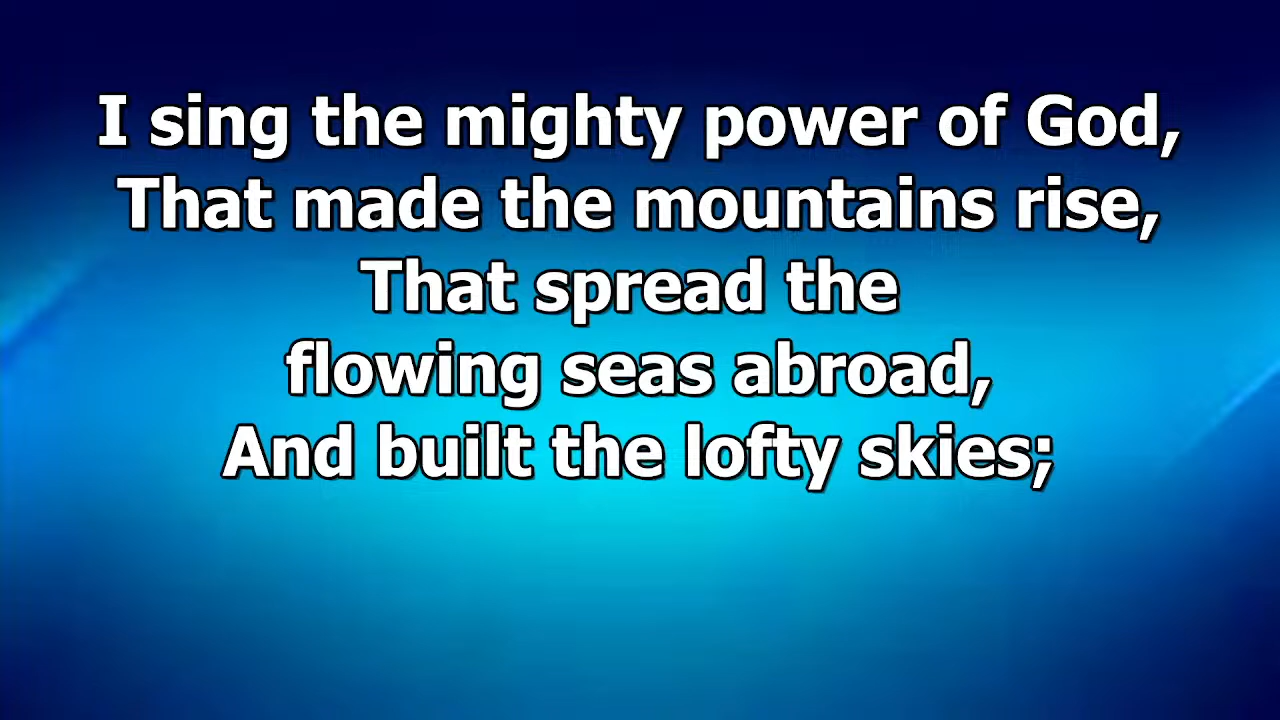 I sing the mighty power of God,
That made the mountains rise,
That spread the
flowing seas abroad,
And built the lofty skies;